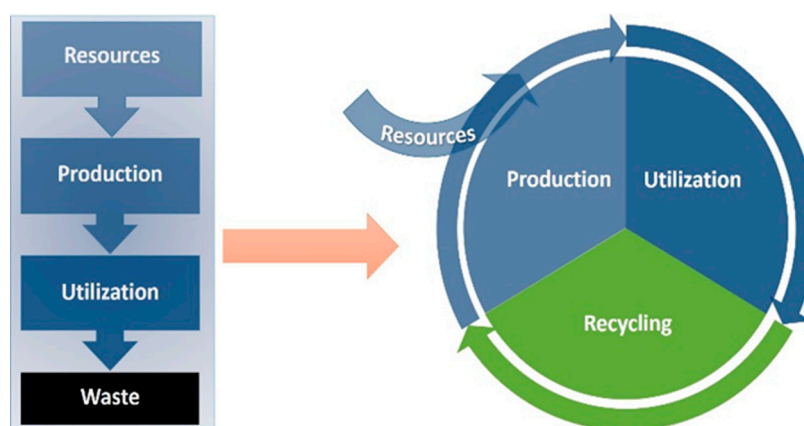 Resources
Production
Utilization
Waste
Resources
Production
Utilization
Recycling